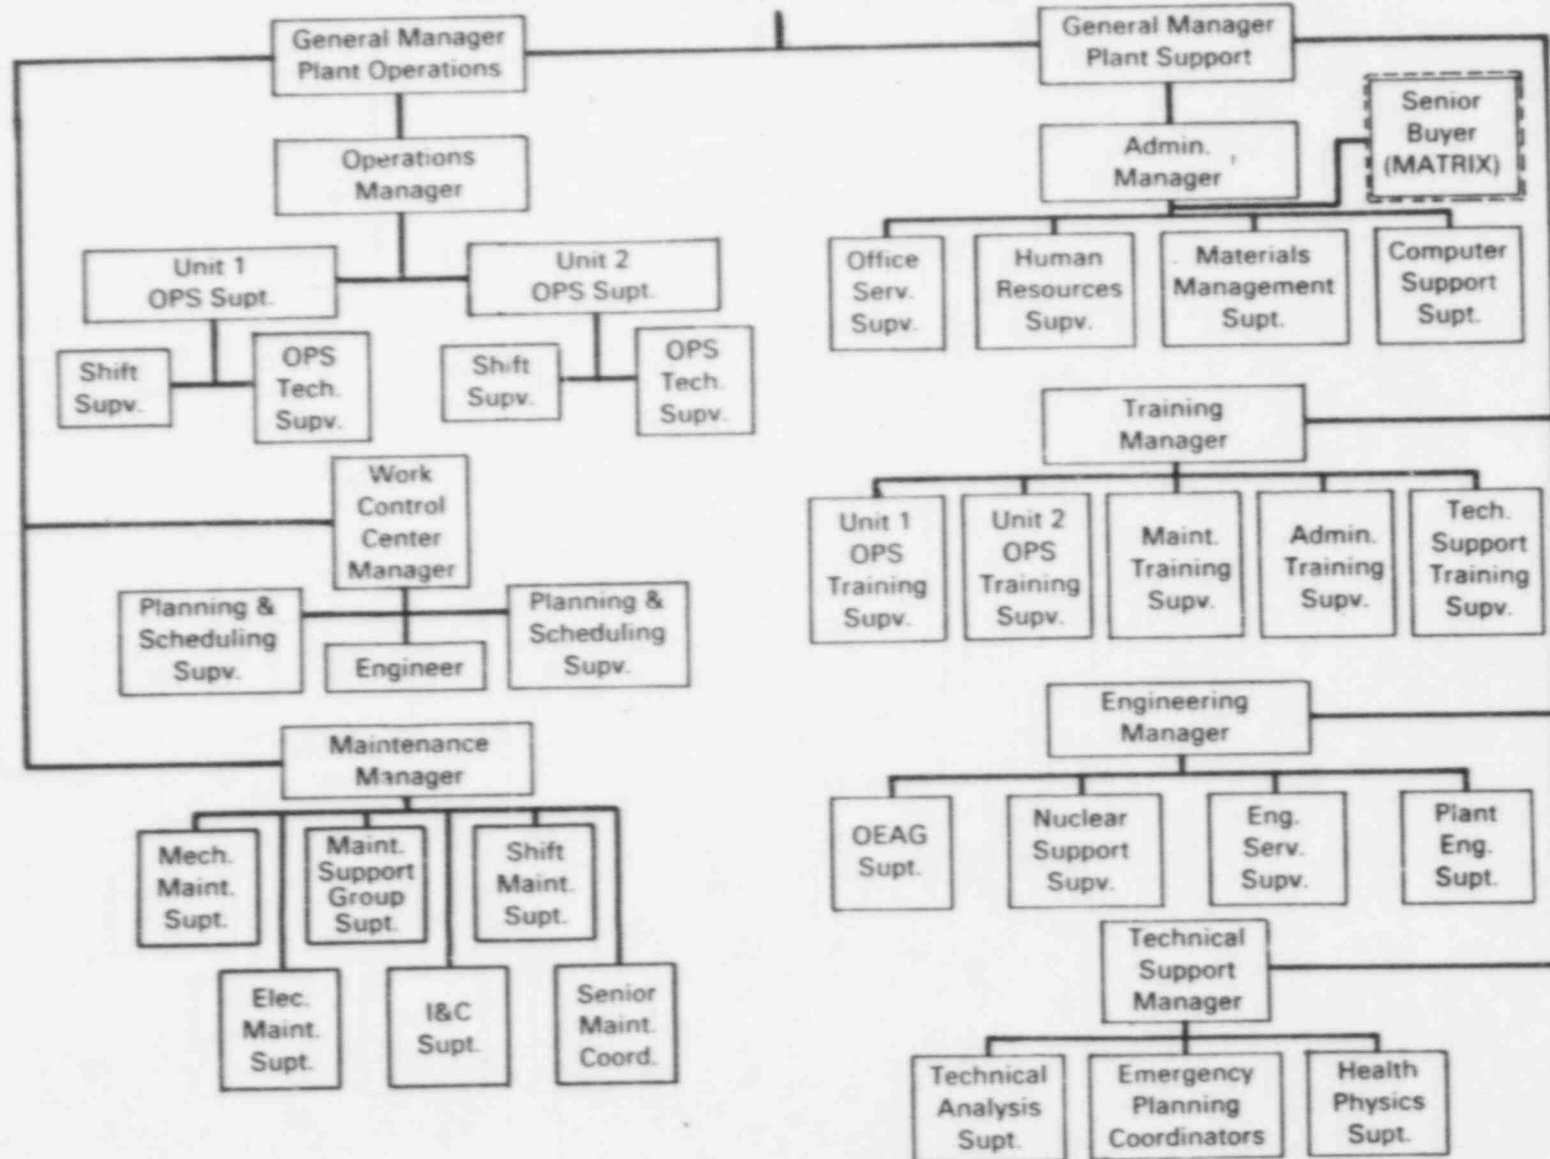 General Manager
Plant Operations
General Manager
Plant Support
Senior
Buyer
(MATRIX)
Operations
Manager
Admin.
Manager
Unit 1
OPS Supt.
Unit 2
OPS Supt.
Office
Serv.
Supv.
Human
Resources
Supv.
Materials
Management
Supt.
Computer
Support
Supt.
Shift
Supv.
OPS
Tech.
Supv.
Shift
Supv.
OPS
Tech.
Supv.
Training
Manager
Work
Control
Center
Manager
Unit 1
OPS
Training
Supv.
Unit 2
OPS
Training
Supv.
Maint.
Training
Supv.
Admin.
Training
Supv.
Tech.
Support
Training
Supv.
Planning &
Scheduling
Supv.
Engineer
Planning &
Scheduling
Supv.
Engineering
Manager
Maintenance
Manager
OEAG
Supt.
Nuclear
Support
Supv.
Eng.
Serv.
Supv.
Plant
Eng.
Supt.
Mech.
Maint.
Supt.
Maint.
Support
Group
Supt.
Shift
Maint.
Supt.
Technical
Support
Manager
Elec.
Maint.
Supt.
I&C
Supt.
Senior
Maint.
Coord.
Technical
Analysis
Supt.
Emergency
Planning
Coordinators
Health
Physics
Supt.